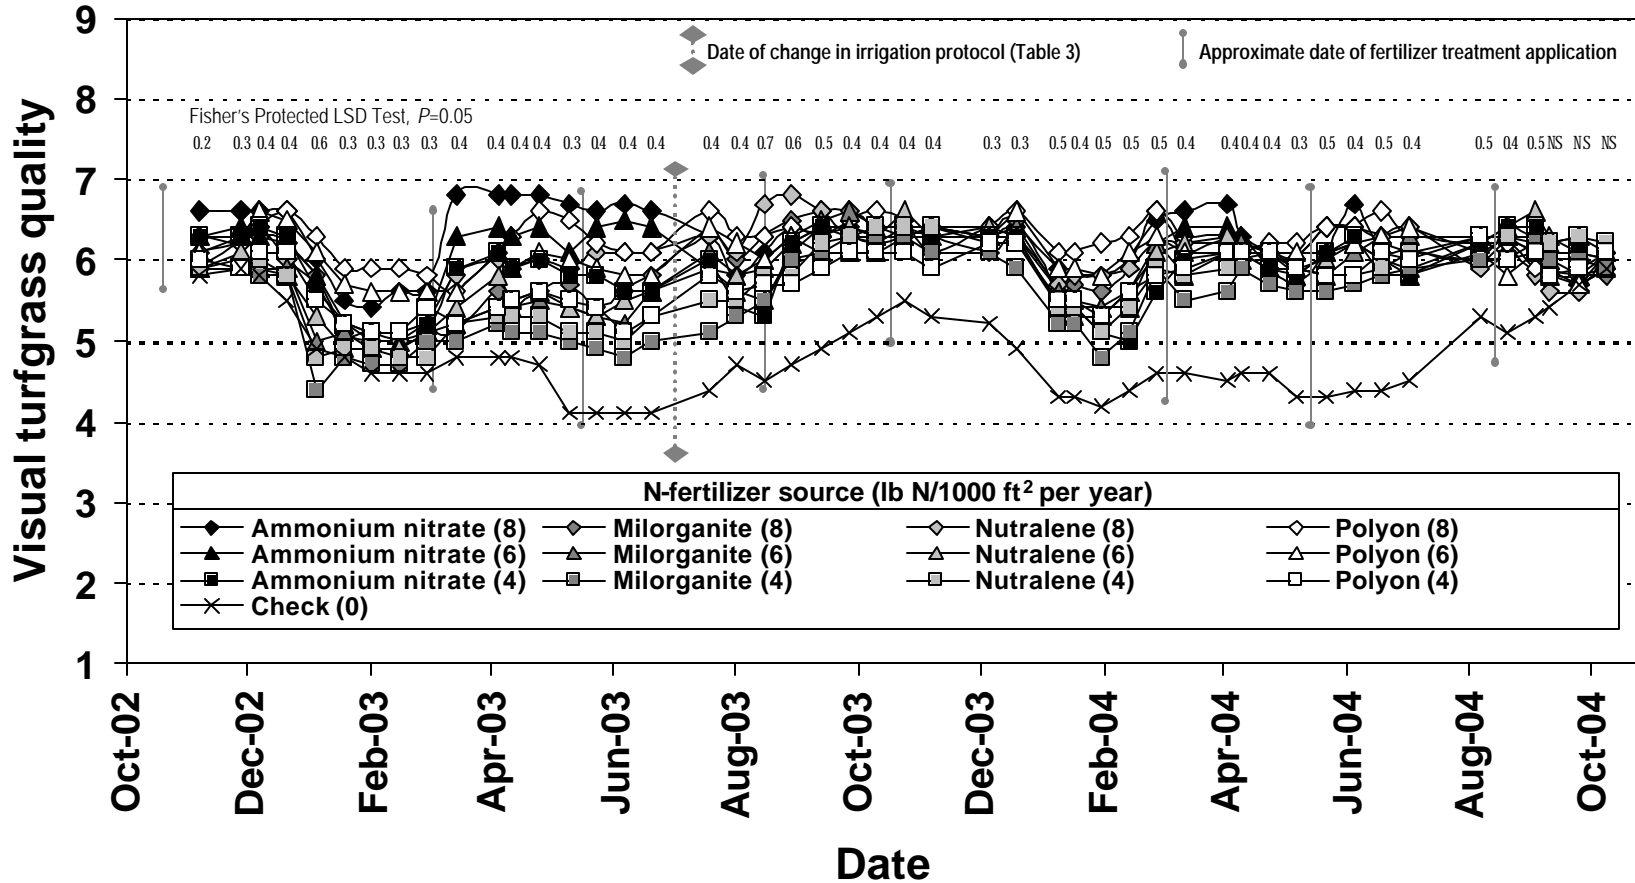 9
Date of change in irrigation protocol (Table 3)
Approximate date of fertilizer treatment application
8
Fisher's Protected LSD Test, P=0.05
0.2 0.3 0.4 0.4 0.6 0.3 0.3 0.3 0.3 0.4 0.4 0.4 0.4 0.3 0.4 0.4 0.4 0.4 0.4 0.7 0.6 0.5 0.4 0.4 0.4 0.4 0.3 0.3 0.5 0.4 0.5 0.5 0.5 0.4 0.4 0.4 0.4 0.3 0.5 0.4 0.5 0.4 0.5 0.4 0.5 NS NS NS
7
6
5
4
3
2
1
Visual turfgrass quality
N-fertilizer source (lb N/1000 ft² per year)
Ammonium nitrate (8) Milorganite (8) Nutralene (8) Polyon (8)
Ammonium nitrate (6) Milorganite (6) Nutralene (6) Polyon (6)
Ammonium nitrate (4) Milorganite (4) Nutralene (4) Polyon (4)
Check (0)
Oct-02 Dec-02 Feb-03 Apr-03 Jun-03 Aug-03 Oct-03 Dec-03 Feb-04 Apr-04 Jun-04 Aug-04 Oct-04
Date